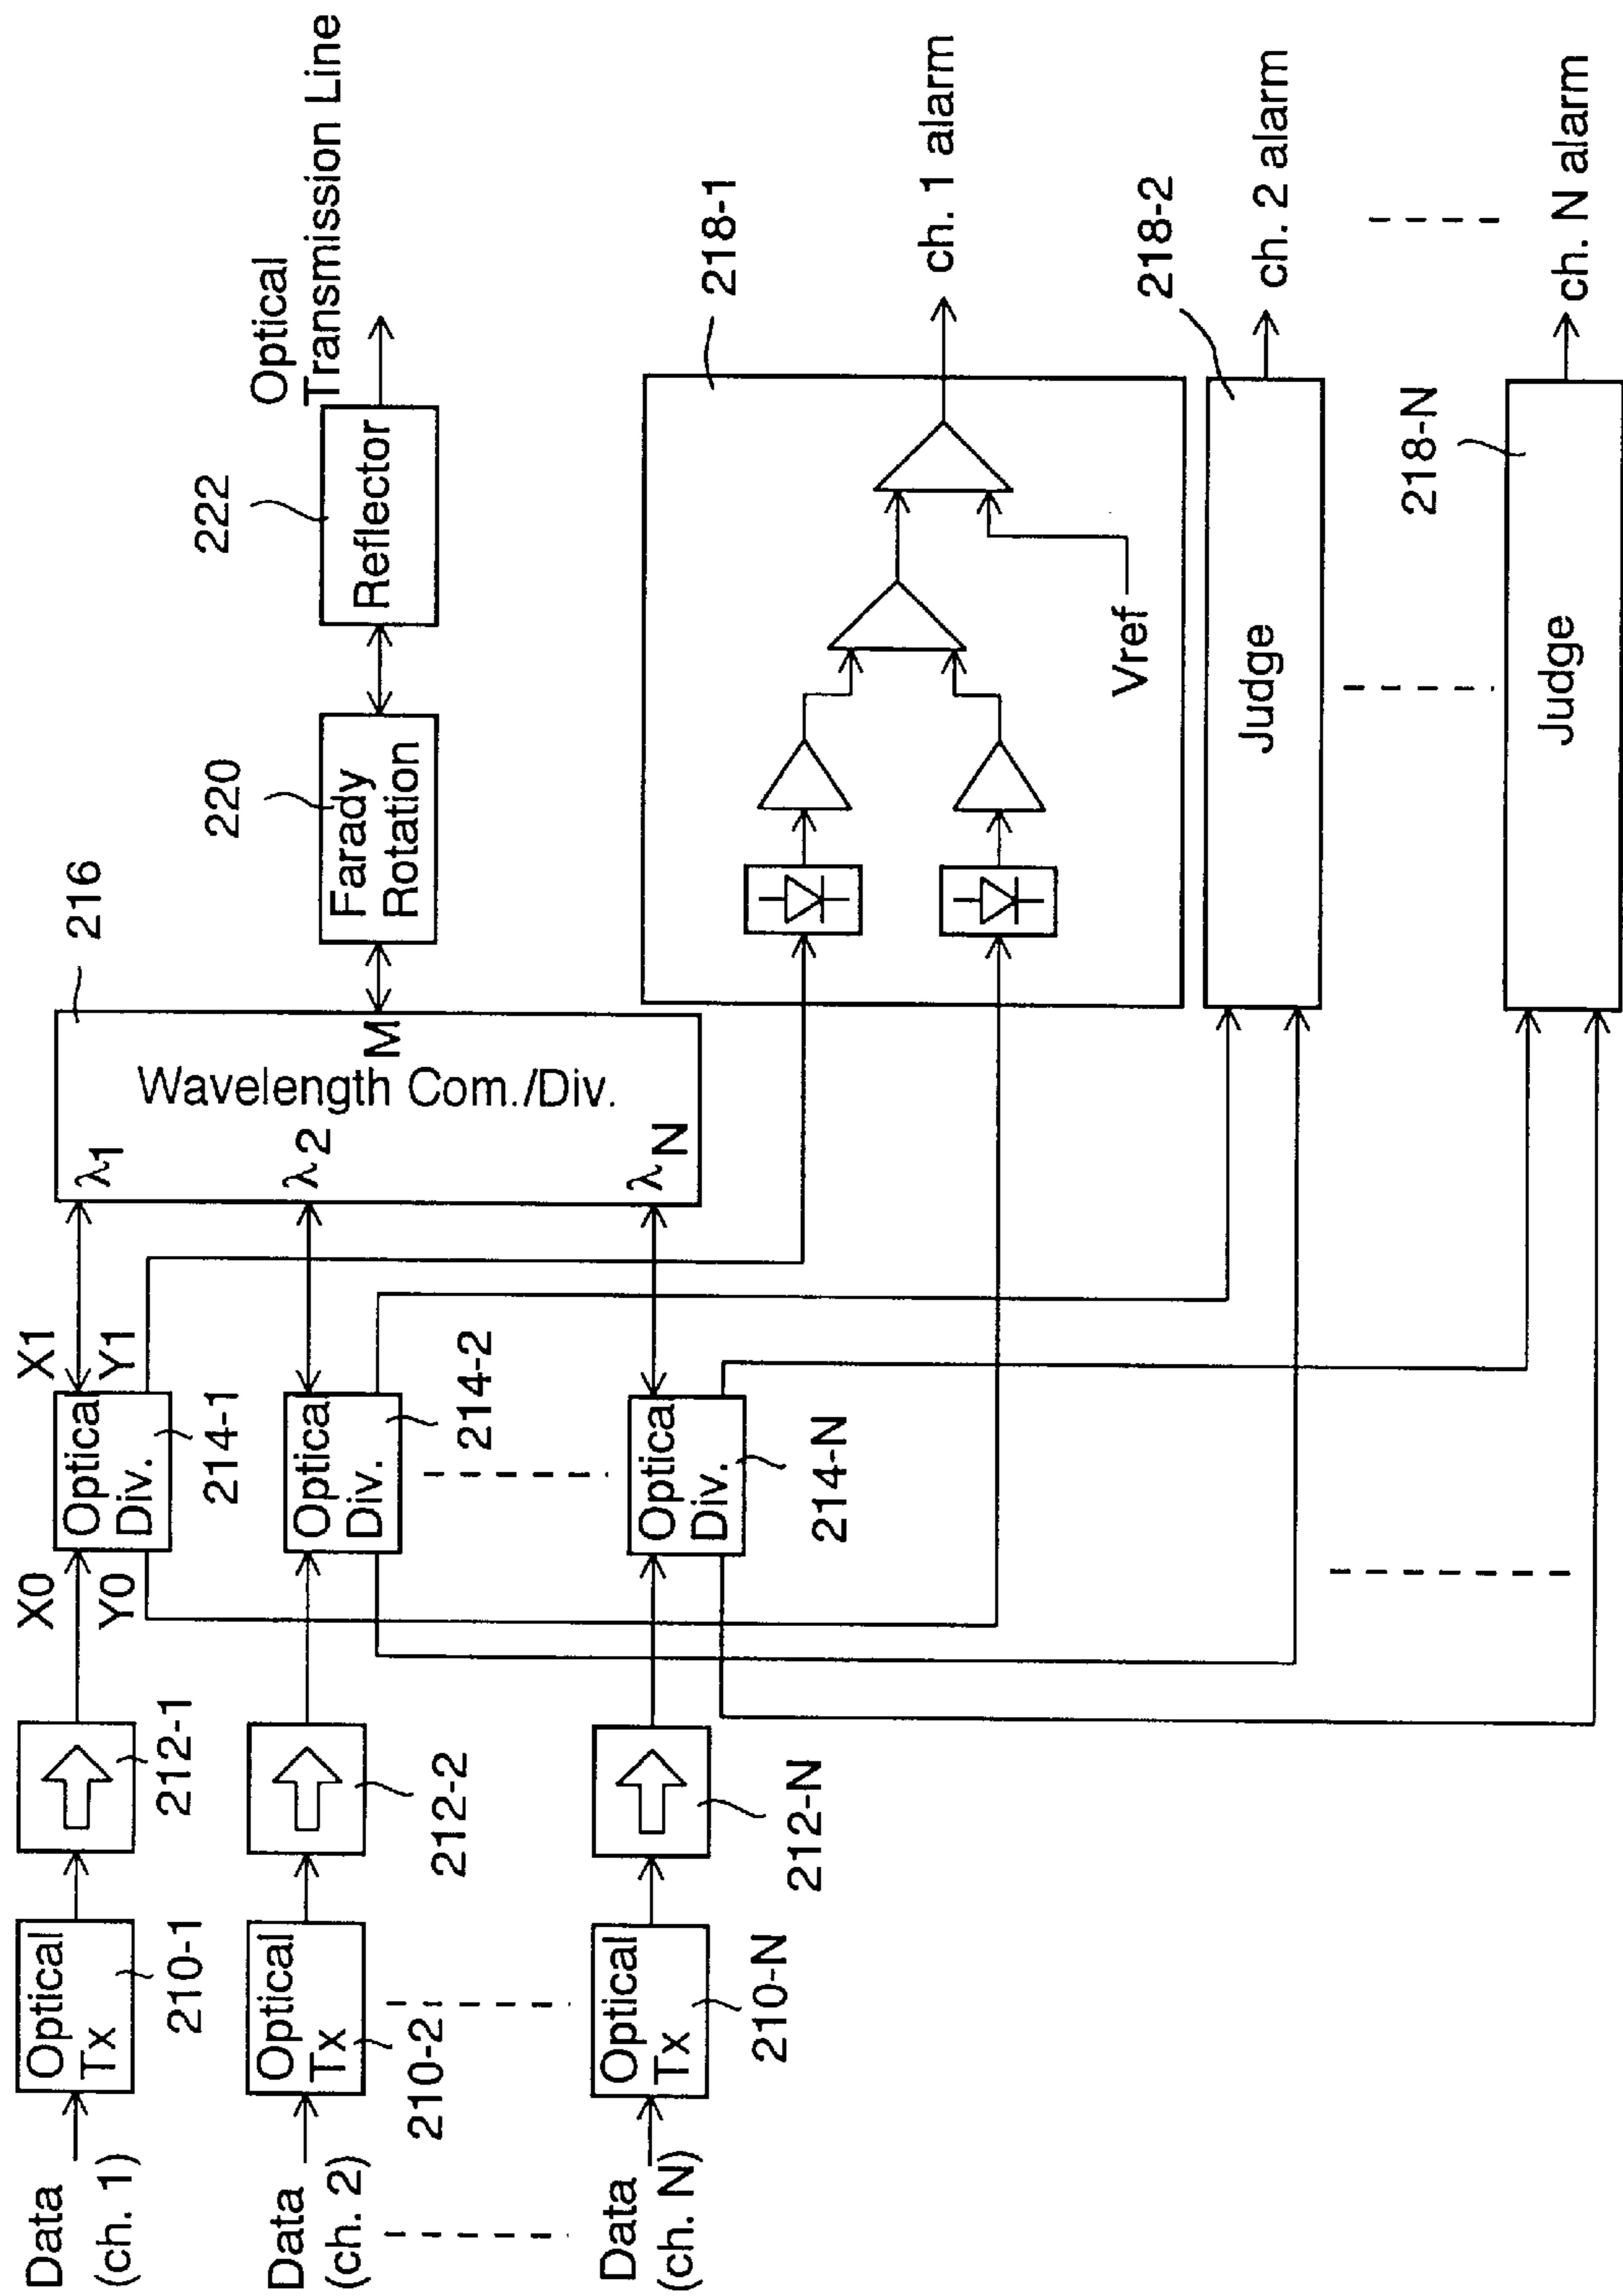 Data
(ch. 1)
Optical
Tx
210-1
212-1
X0
Y0
Optical
Div.
214-1
X1
Y1
Data
(ch. 2)
Optical
Tx
210-2
212-2
Optical
Div.
214-2
Data
(ch. N)
Optical
Tx
210-N
212-N
Optical
Div.
214-N
216
λ1
λ2
λN
Wavelength Com./Div.
M
220
Farady
Rotation
222
Reflector
Optical
Transmission Line
218-1
Vref
ch. 1 alarm
218-2
Judge
ch. 2 alarm
218-N
Judge
ch. N alarm